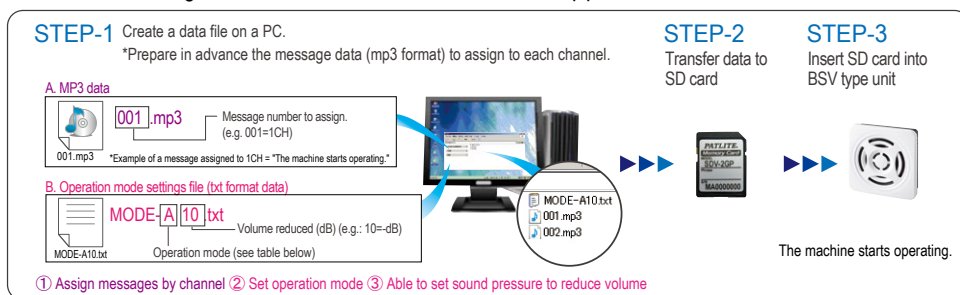 STEP-1 Create a data file on a PC.
*Prepare in advance the message data (mp3 format) to assign to each channel.
A. MP3 data
001.mp3
001 .mp3
Message number to assign.
(e.g. 001=1CH)
*Example of a message assigned to 1CH = "The machine starts operating."
B. Operation mode settings file (txt format data)
MODE-A10.txt
MODE-A 10 .txt
Volume reduced (dB) (e.g.: 10=-dB)
Operation mode (see table below)
MODE-A10.txt
001.mp3
002.mp3
① Assign messages by channel ② Set operation mode ③ Able to set sound pressure to reduce volume
STEP-2
Transfer data to
SD card
PATLITE
Memory Card
SDV-2GP
MA0000000
STEP-3
Insert SD card into
BSV type unit
The machine starts operating.